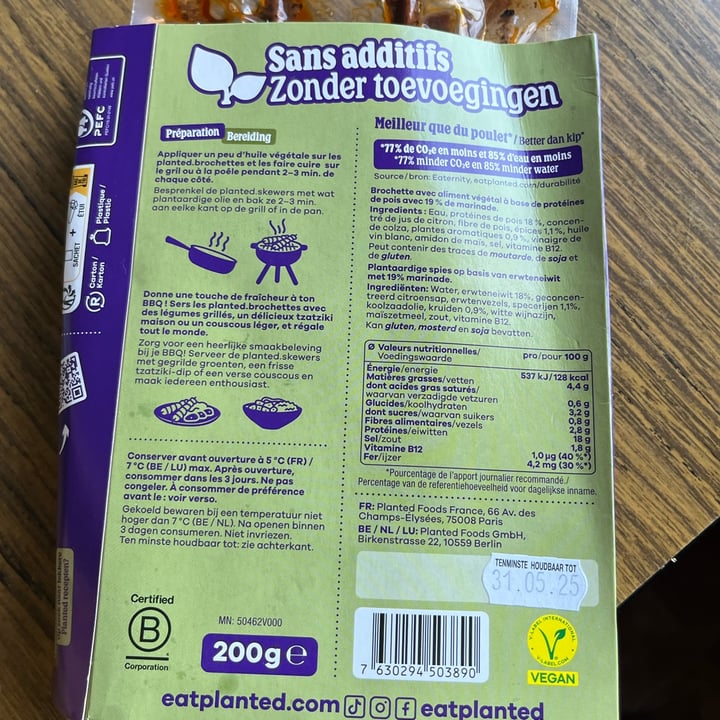 Sans additifs
Zonder toevoegingen
Préparation
Bereiding
Appliquer un peu d'huile végétale sur les
planted.brochettes et les faire cuire sur
le gril ou à la poêle pendant 2-3 min. de
chaque côté.
Besprenkel de planted.skewers met wat
plantaardige olie en bak ze 2-3 min.
aan elke kant op de grill of in de pan.
Donne une touche de fraîcheur à ton
BBQ ! Sers les planted.brochettes avec
des légumes grillés, un délicieux tzatziki
maison ou un couscous léger, et régale
tout le monde.
Zorg voor een heerlijke smaakbeleving
bij je BBQ! Serveer de planted.skewers
met gegrilde groenten, een frisse
tzatziki-dip of een verse couscous en
maak iedereen enthousiast.
Conserver avant ouverture à 5 °C (FR) /
7 °C (BE / LU) max. Après ouverture,
consommer dans les 3 jours. Ne pas
congeler. À consommer de préférence
avant le : voir verso.
Gekoeld bewaren bij een temperatuur niet
hoger dan 7 °C (BE / NL). Na openen binnen
3 dagen consumeren. Niet invriezen.
Ten minste houdbaar tot: zie achterkant.
Certified
B
Corporation
MN: 50462V000
200g e
Meilleur que du poulet*/Better dan kip*
*77% de CO₂e en moins et 85% d'eau en moins
*77% minder CO₂e en 85% minder water
Source / bron: Eaternity, eatplanted.com/durabilité
Brochette avec aliment végétal à base de protéines
de pois avec 19 % de marinade.
Ingrédients : Eau, protéines de pois 18 %, concen-
tré de jus de citron, fibre de pois, épices 1,1 %, huile
de colza, plantes aromatiques 0,9 %, vinaigre de
vin blanc, amidon de maïs, sel, vitamine B12.
Peut contenir des traces de moutarde, de soja et
de gluten.
Plantaardige spies op basis van erwteneiwit
met 19% marinade.
Ingrediënten: Water, erwteneiwit 18%, geconcen-
treerd citroensap, erwtenvezels, specerijen 1,1%,
koolzaadolie, kruiden 0,9%, witte wijnazijn,
maïszetmeel, zout, vitamine B12.
Kan gluten, mosterd en soja bevatten.
Ø Valeurs nutritionnelles/
Voedingswaarde pro/pour 100 g
Énergie/energie 537 kJ/128 kcal
Matières grasses/vetten 4,4 g
dont acides gras saturés/
waarvan verzadigde vetzuren 0,6 g
Glucides/koolhydraten 3,2 g
dont sucres/waarvan suikers 0,8 g
Fibres alimentaires/vezels 2,8 g
Protéines/eiwitten 18 g
Sel/zout 1,8 g
Vitamine B12 1,0 µg (40 %*)
Fer/ijzer 4,2 mg (30 %*)
*Pourcentage de l'apport journalier recommandé./
Percentage van de referentiehoeveelheid voor dagelijkse inname.
FR: Planted Foods France, 66 Av. des
Champs-Élysées, 75008 Paris
BE / NL / LU: Planted Foods GmbH,
Birkenstrasse 22, 10559 Berlin
TENMINSTE HOUDBAAR TOT
31.05.25
7 630294 503890
V-LABEL INTERNATIONAL
V-LABEL.COM
VEGAN
eatplanted.com
eatplanted
PEFC
ÉTUI
+
SACHET
Plastique /
Plastic
Carton /
Karton
R
Planted recepten?